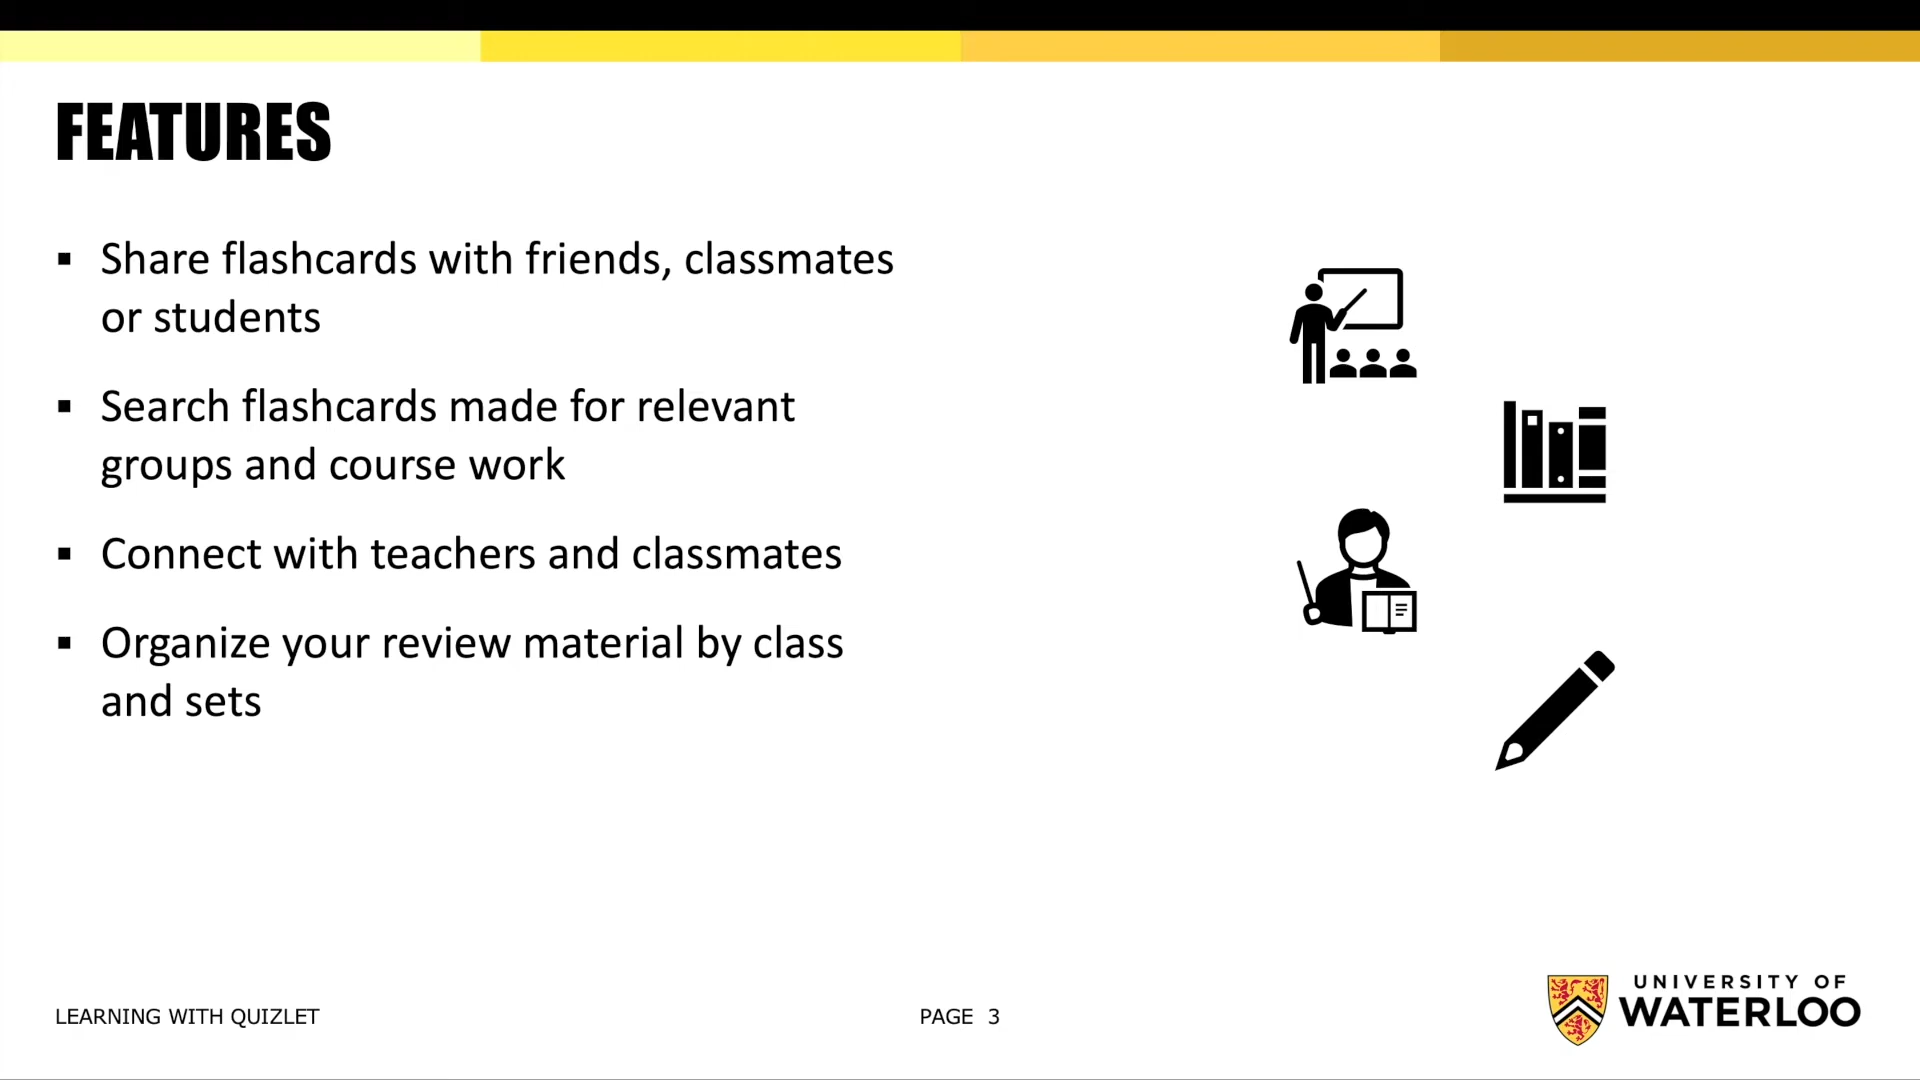 FEATURES
▪ Share flashcards with friends, classmates
or students
▪ Search flashcards made for relevant
groups and course work
▪ Connect with teachers and classmates
▪ Organize your review material by class
and sets
LEARNING WITH QUIZLET
PAGE 3
UNIVERSITY OF
WATERLOO